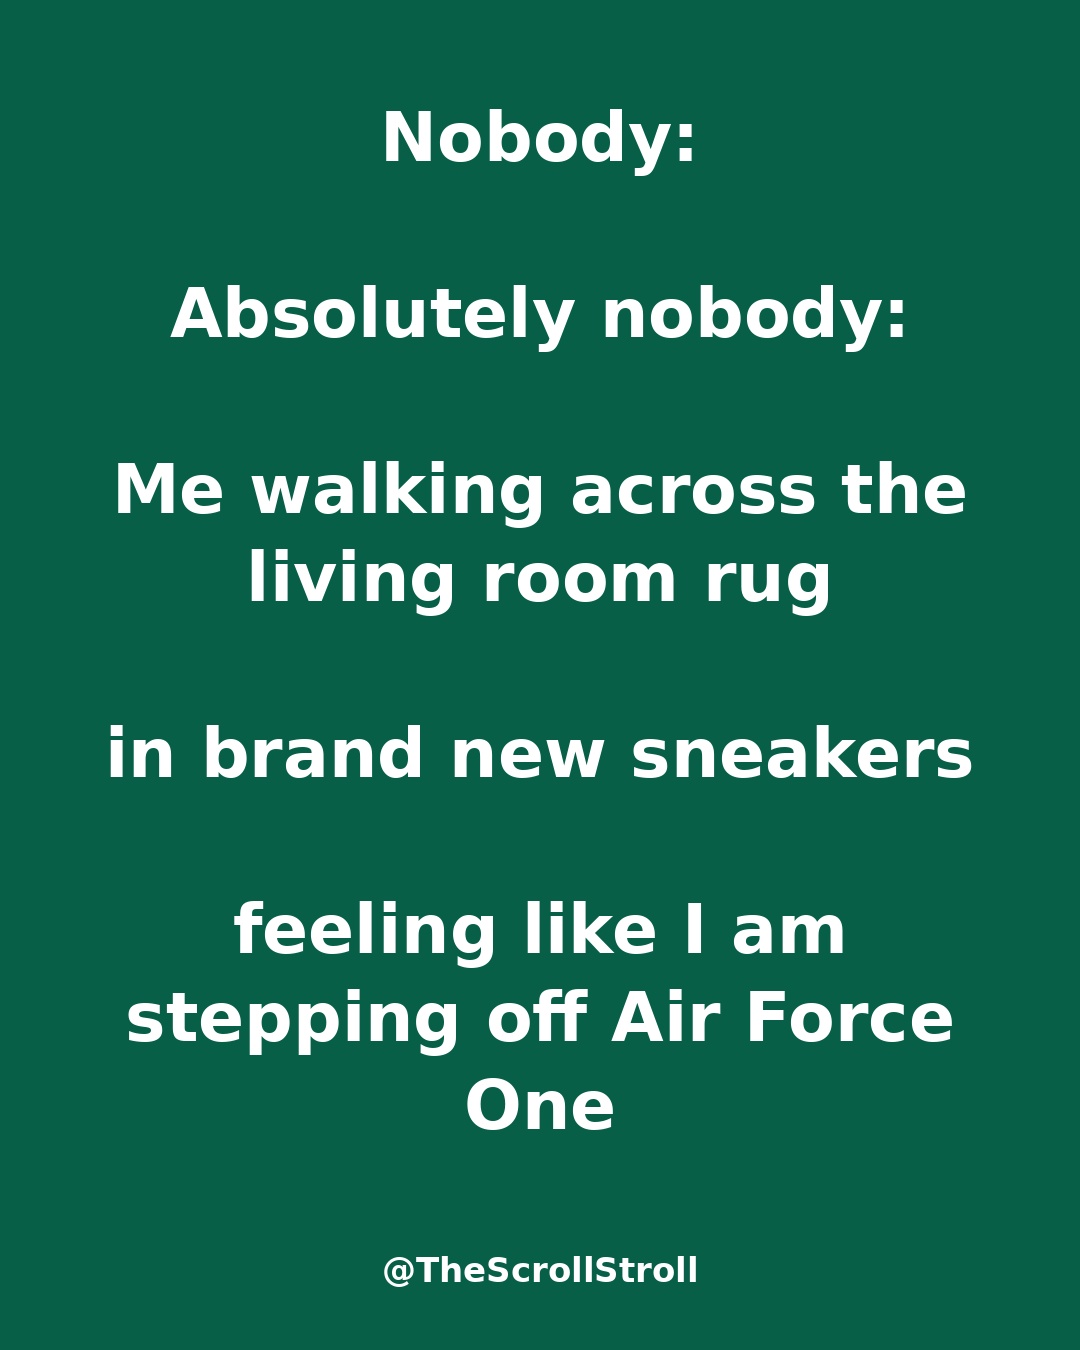 Nobody:
Absolutely nobody:
Me walking across the
living room rug
in brand new sneakers
feeling like I am
stepping off Air Force
One
@TheScrollStroll